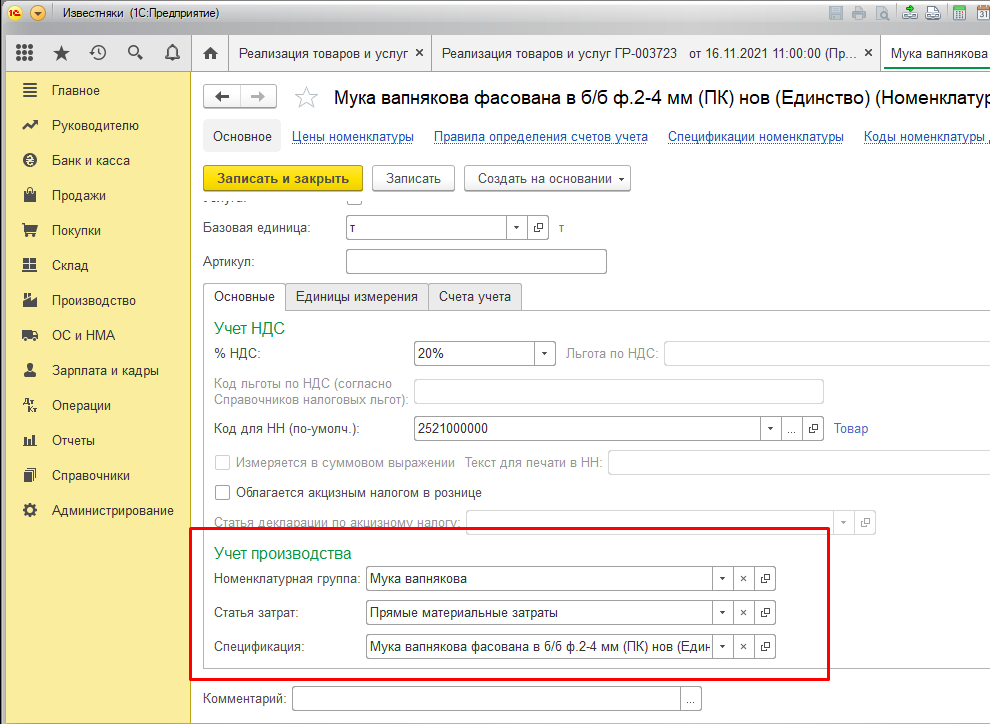 Известняки (1С:Предприятие)
Реализация товаров и услуг × Реализация товаров и услуг ГР-003723 от 16.11.2021 11:00:00 (Пр... × Мука вапнякова
Главное
Руководителю
Банк и касса
Продажи
Покупки
Склад
Производство
ОС и НМА
Зарплата и кадры
Операции
Отчеты
Справочники
Администрирование
Мука вапнякова фасована в б/б ф.2-4 мм (ПК) нов (Единство) (Номенклатур
Основное Цены номенклатуры Правила определения счетов учета Спецификации номенклатуры Коды номенклатуры
Записать и закрыть Записать Создать на основании
Базовая единица: т т
Артикул:
Основные Единицы измерения Счета учета
Учет НДС
% НДС: 20% Льгота по НДС:
Код льготы по НДС (согласно
Справочников налоговых льгот):
Код для НН (по-умолч.): 2521000000 ... Товар
Измеряется в суммовом выражении Текст для печати в НН:
Облагается акцизным налогом в рознице
Статья декларации по акцизному налогу:
Учет производства
Номенклатурная группа: Мука вапнякова ×
Статья затрат: Прямые материальные затраты ×
Спецификация: Мука вапнякова фасована в б/б ф.2-4 мм (ПК) нов (Един ×
Комментарий: ...